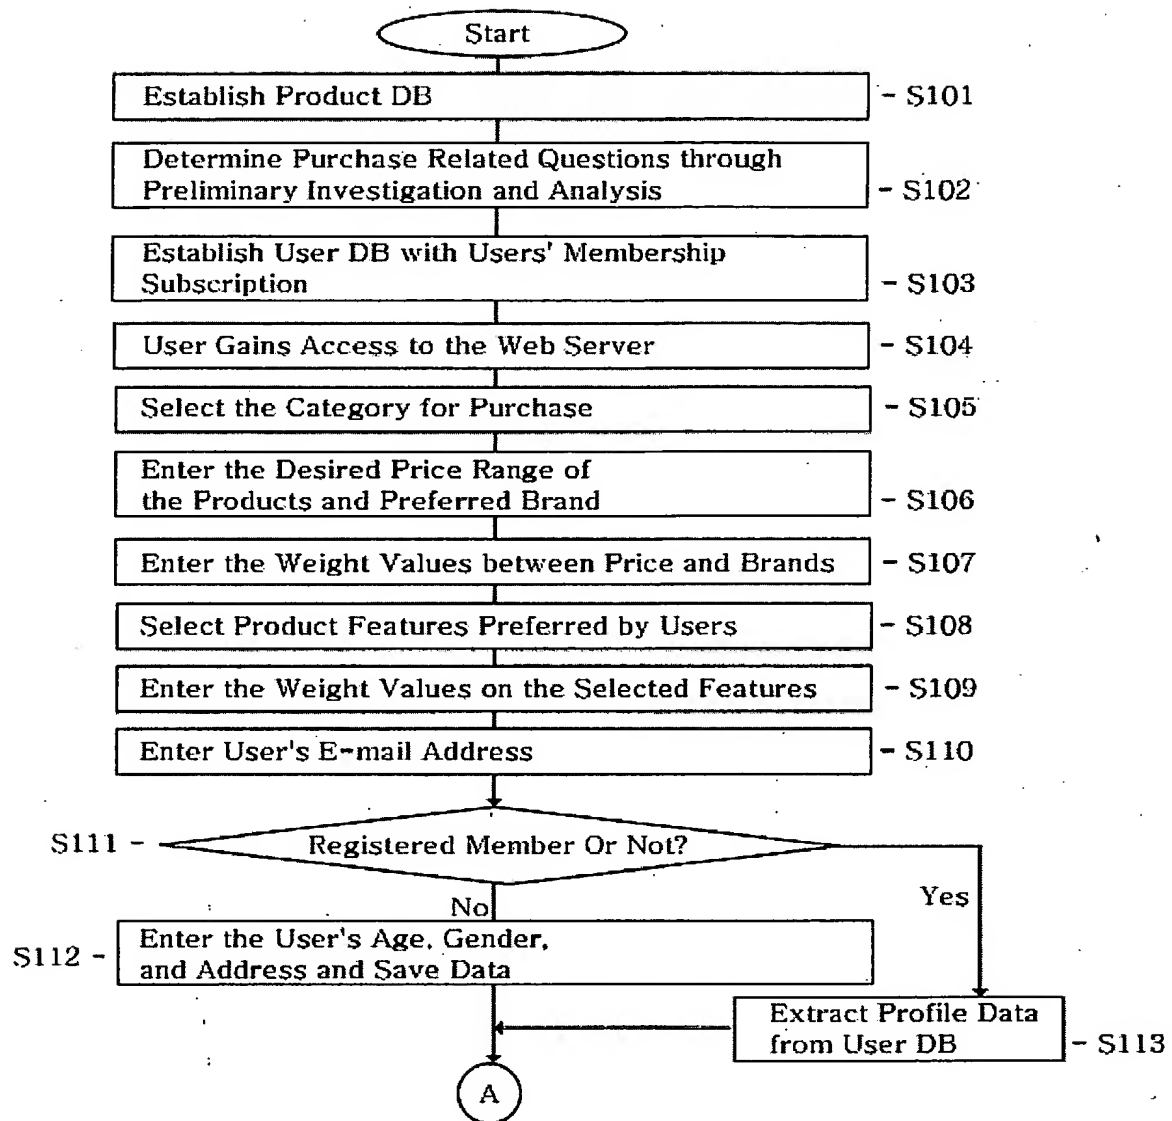 Start
Establish Product DB
- S101
Determine Purchase Related Questions through
Preliminary Investigation and Analysis
- S102
Establish User DB with Users' Membership
Subscription
- S103
User Gains Access to the Web Server
- S104
Select the Category for Purchase
- S105
Enter the Desired Price Range of
the Products and Preferred Brand
- S106
Enter the Weight Values between Price and Brands
- S107
Select Product Features Preferred by Users
- S108
Enter the Weight Values on the Selected Features
- S109
Enter User's E-mail Address
- S110
S111 -
Registered Member Or Not?
Yes
No
S112 -
Enter the User's Age, Gender,
and Address and Save Data
Extract Profile Data
from User DB
- S113
A